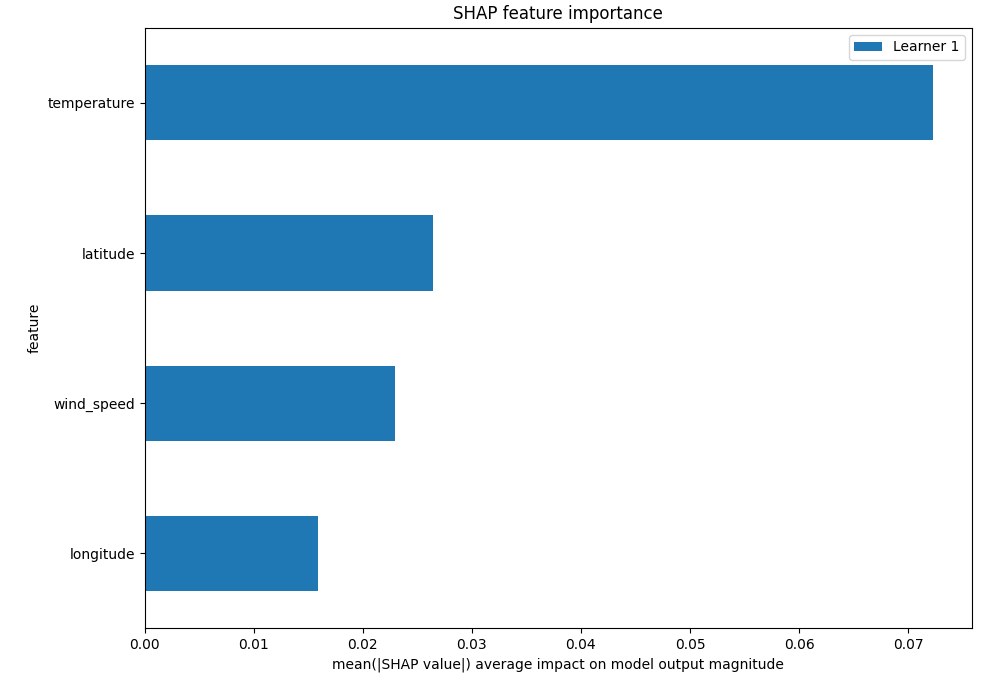 SHAP feature importance
Learner 1
temperature
latitude
wind_speed
longitude
feature
0.00 0.01 0.02 0.03 0.04 0.05 0.06 0.07
mean(|SHAP value|) average impact on model output magnitude